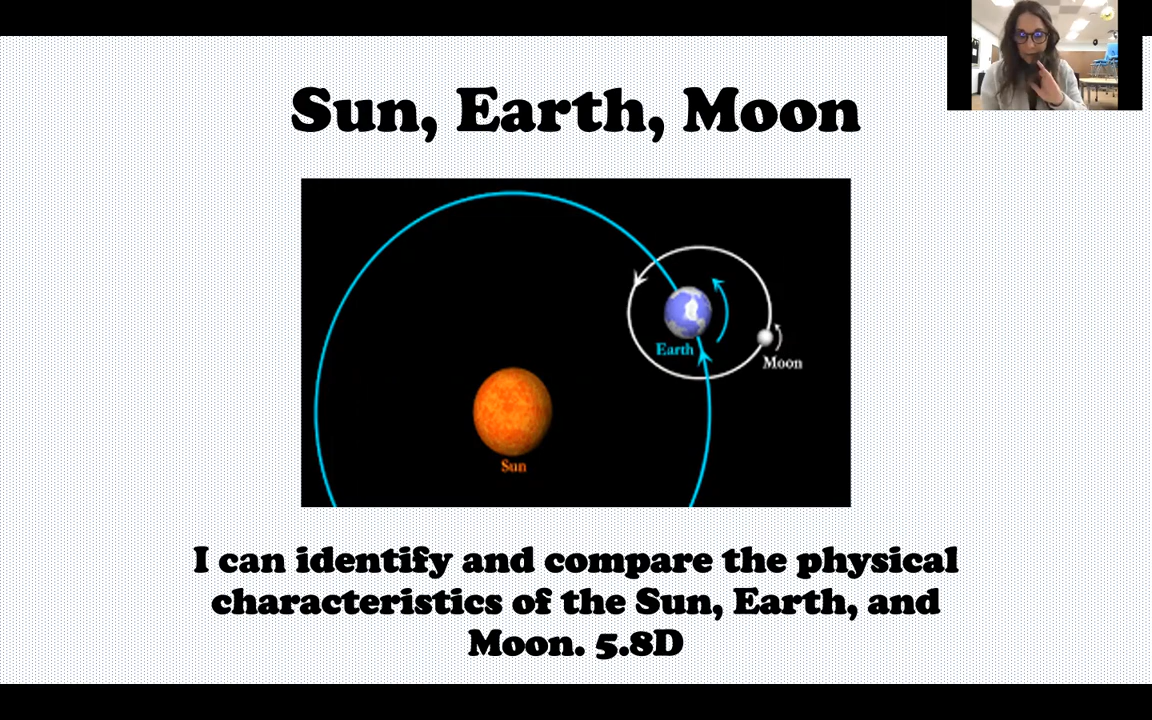 Sun, Earth, Moon
Earth
Moon
Sun
I can identify and compare the physical
characteristics of the Sun, Earth, and
Moon. 5.8D